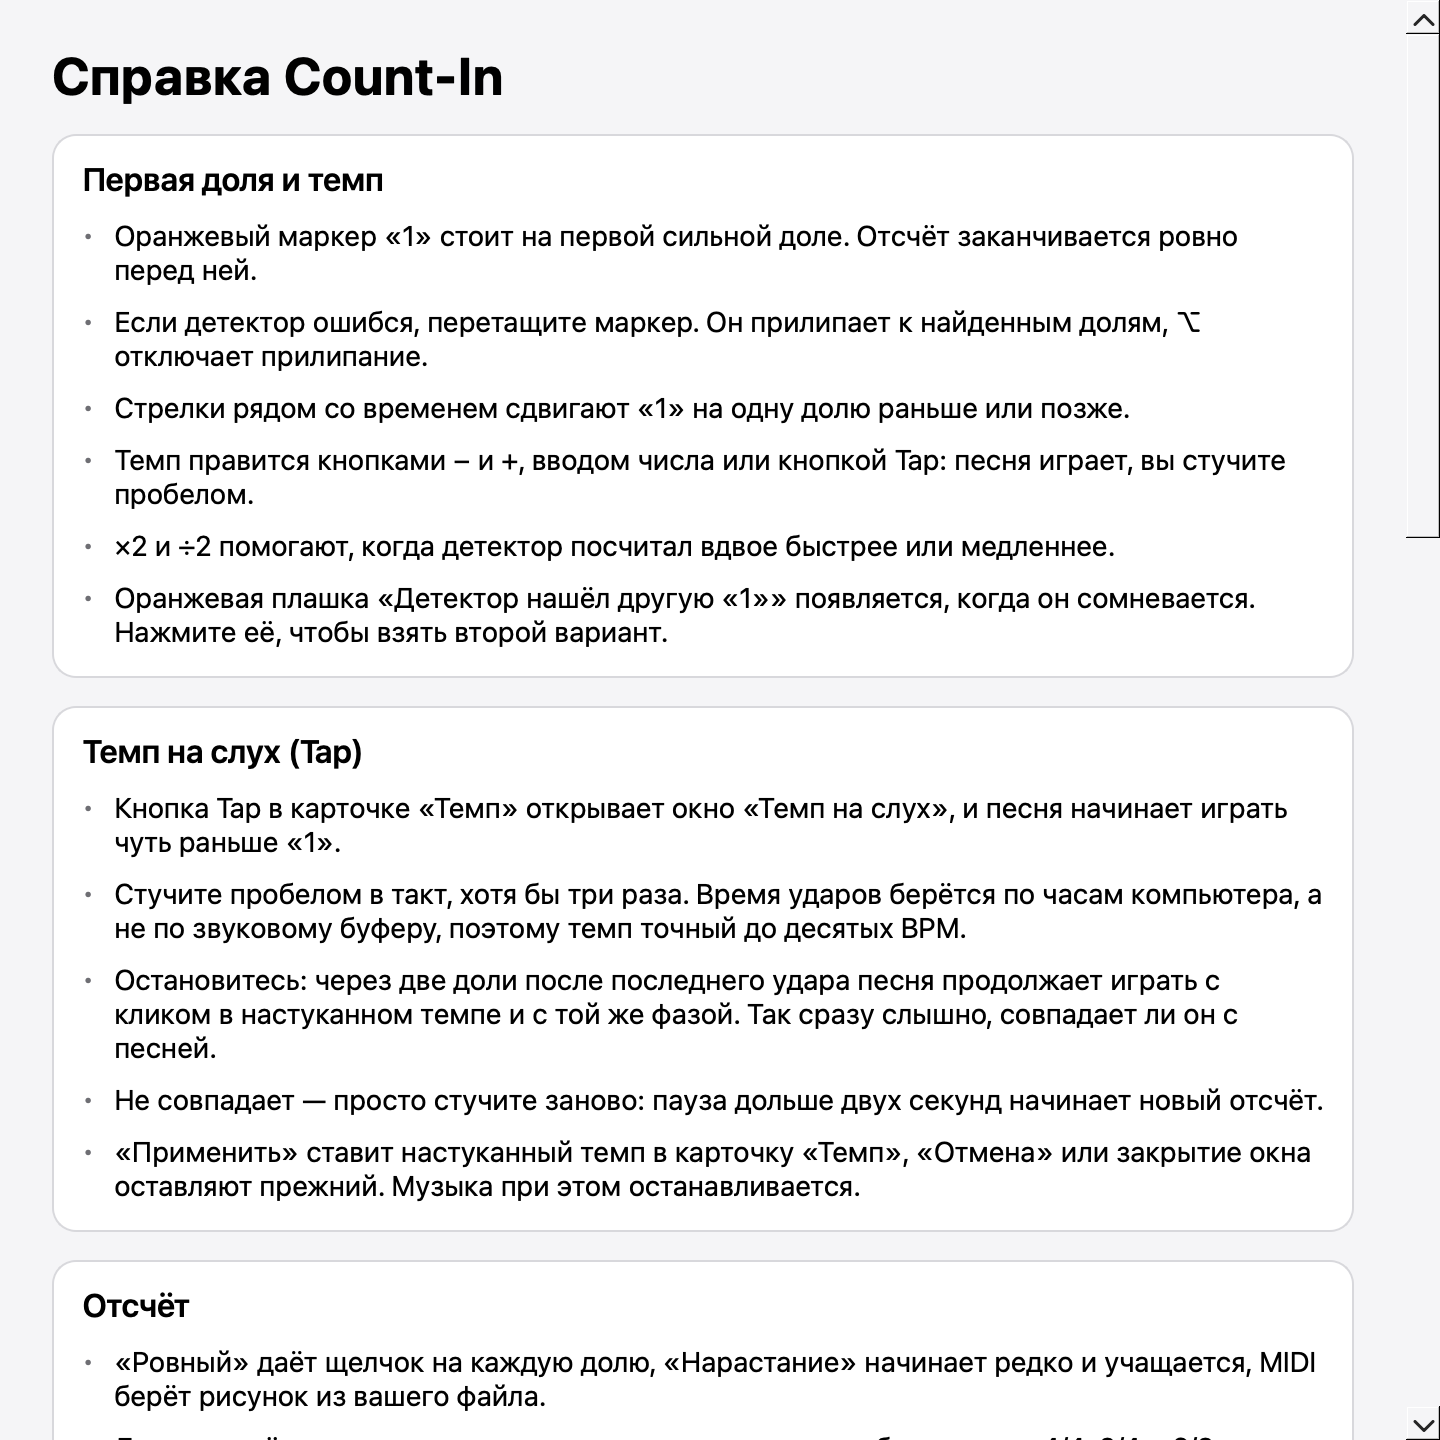 Справка Count-In
Первая доля и темп
• Оранжевый маркер «1» стоит на первой сильной доле. Отсчёт заканчивается ровно
перед ней.
• Если детектор ошибся, перетащите маркер. Он прилипает к найденным долям, ⌥
отключает прилипание.
• Стрелки рядом со временем сдвигают «1» на одну долю раньше или позже.
• Темп правится кнопками − и +, вводом числа или кнопкой Tap: песня играет, вы стучите
пробелом.
• ×2 и ÷2 помогают, когда детектор посчитал вдвое быстрее или медленнее.
• Оранжевая плашка «Детектор нашёл другую «1»» появляется, когда он сомневается.
Нажмите её, чтобы взять второй вариант.
Темп на слух (Tap)
• Кнопка Tap в карточке «Темп» открывает окно «Темп на слух», и песня начинает играть
чуть раньше «1».
• Стучите пробелом в такт, хотя бы три раза. Время ударов берётся по часам компьютера, а
не по звуковому буферу, поэтому темп точный до десятых BPM.
• Остановитесь: через две доли после последнего удара песня продолжает играть с
кликом в настуканном темпе и с той же фазой. Так сразу слышно, совпадает ли он с
песней.
• Не совпадает — просто стучите заново: пауза дольше двух секунд начинает новый отсчёт.
• «Применить» ставит настуканный темп в карточку «Темп», «Отмена» или закрытие окна
оставляют прежний. Музыка при этом останавливается.
Отсчёт
• «Ровный» даёт щелчок на каждую долю, «Нарастание» начинает редко и учащается, MIDI
берёт рисунок из вашего файла.